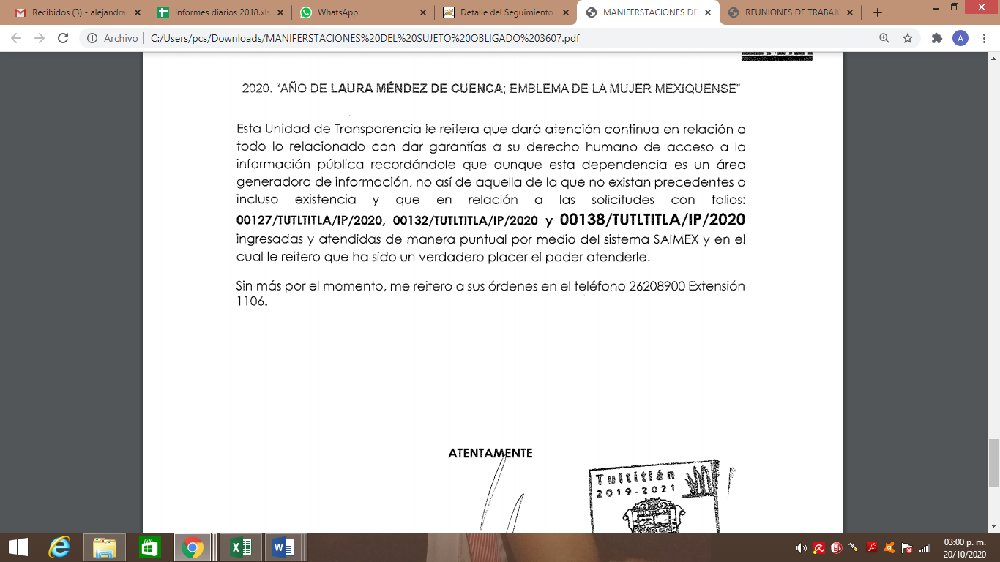 Recibidos (3) - alejandra
informes diarios 2018.xls
WhatsApp
Detalle del Seguimiento
MANIFERSTACIONES DE
REUNIONES DE TRABAJO
Archivo
C:/Users/pcs/Downloads/MANIFERSTACIONES%20DEL%20SUJETO%20OBLIGADO%203607.pdf
A
2020. “AÑO DE LAURA MÉNDEZ DE CUENCA; EMBLEMA DE LA MUJER MEXIQUENSE”
Esta Unidad de Transparencia le reitera que dará atención continua en relación a
todo lo relacionado con dar garantías a su derecho humano de acceso a la
información pública recordándole que aunque esta dependencia es un área
generadora de información, no así de aquella de la que no existan precedentes o
incluso existencia y que en relación a las solicitudes con folios:
00127/TUTLTITLA/IP/2020, 00132/TUTLTITLA/IP/2020 y 00138/TUTLTITLA/IP/2020
ingresadas y atendidas de manera puntual por medio del sistema SAIMEX y en el
cual le reitero que ha sido un verdadero placer el poder atenderle.
Sin más por el momento, me reitero a sus órdenes en el teléfono 26208900 Extensión
1106.
ATENTAMENTE
Tultitlán
2019-2021
03:00 p. m.
20/10/2020